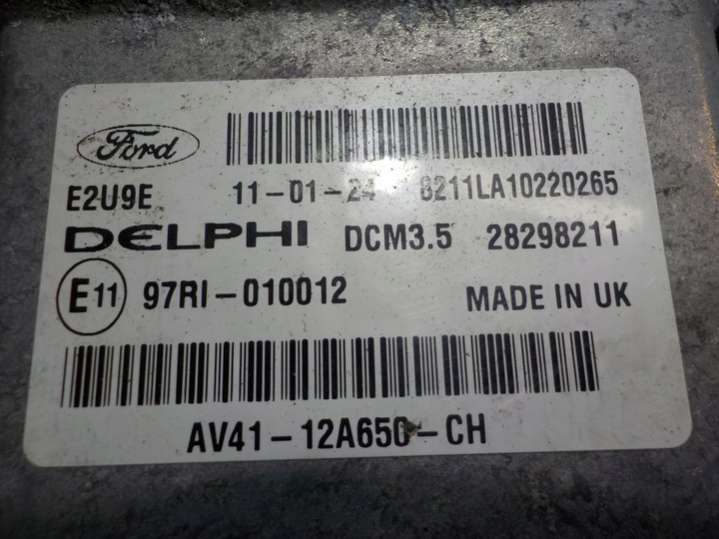 Ford
E2U9E 11-01-24 8211LA10220265
DELPHI DCM3.5 28298211
E11 97RI-010012 MADE IN UK
AV41-12A650-CH